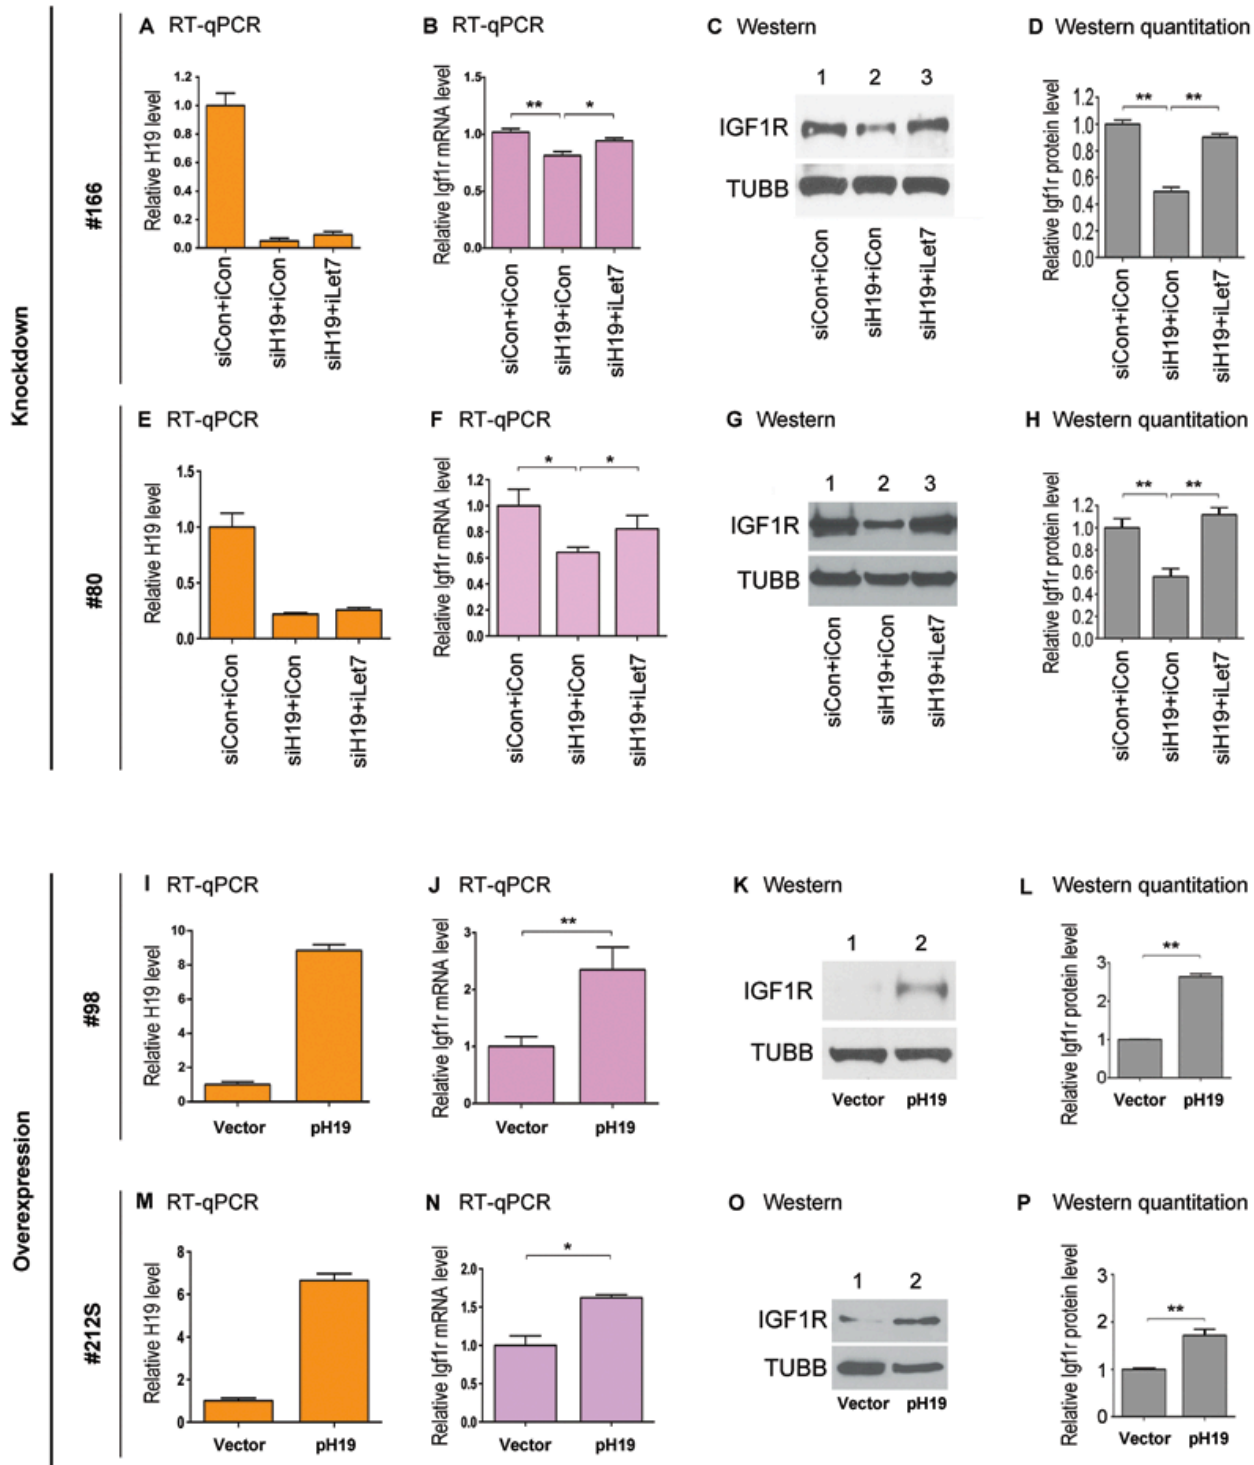 Knockdown
#166
A RT-qPCR
Relative H19 level
1.2
1.0
0.8
0.6
0.4
0.2
0.0
siCon+iCon
siH19+iCon
siH19+iLet7
B RT-qPCR
Relative Igf1r mRNA level
1.5
1.0
0.5
0.0
** *
siCon+iCon
siH19+iCon
siH19+iLet7
C Western
1 2 3
IGF1R
TUBB
siCon+iCon
siH19+iCon
siH19+iLet7
D Western quantitation
Relative Igf1r protein level
1.2
1.0
0.8
0.6
0.4
0.2
0.0
** **
siCon+iCon
siH19+iCon
siH19+iLet7
#80
E RT-qPCR
Relative H19 level
1.5
1.0
0.5
0.0
siCon+iCon
siH19+iCon
siH19+iLet7
F RT-qPCR
Relative Igf1r mRNA level
1.2
1.0
0.8
0.6
0.4
0.2
0.0
* *
siCon+iCon
siH19+iCon
siH19+iLet7
G Western
1 2 3
IGF1R
TUBB
siCon+iCon
siH19+iCon
siH19+iLet7
H Western quantitation
Relative Igf1r protein level
1.2
1.0
0.8
0.6
0.4
0.2
0.0
** **
siCon+iCon
siH19+iCon
siH19+iLet7
Overexpression
#98
I RT-qPCR
Relative H19 level
10
8
6
4
2
0
Vector pH19
J RT-qPCR
Relative Igf1r mRNA level
3
2
1
0
**
Vector pH19
K Western
1 2
IGF1R
TUBB
Vector pH19
L Western quantitation
Relative Igf1r protein level
3
2
1
0
**
Vector pH19
#212S
M RT-qPCR
Relative H19 level
8
6
4
2
0
Vector pH19
N RT-qPCR
Relative Igf1r mRNA level
2.0
1.5
1.0
0.5
0.0
*
Vector pH19
O Western
1 2
IGF1R
TUBB
Vector pH19
P Western quantitation
Relative Igf1r protein level
3
2
1
0
**
Vector pH19